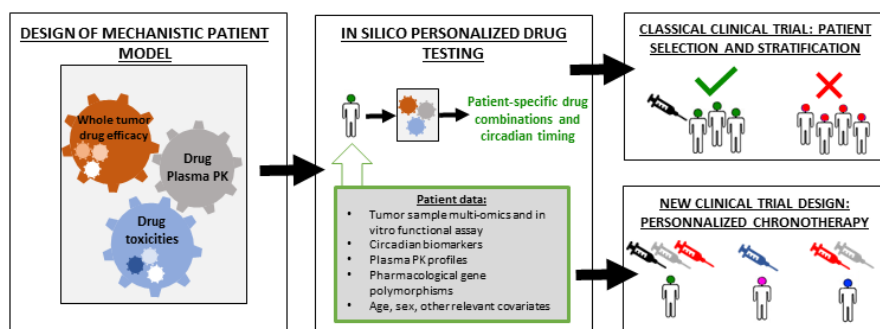 DESIGN OF MECHANISTIC PATIENT
MODEL
Whole tumor
drug efficacy
Drug
Plasma PK
Drug
toxicities
IN SILICO PERSONALIZED DRUG
TESTING
Patient-specific drug
combinations and
circadian timing
Patient data:
• Tumor sample multi-omics and in
vitro functional assay
• Circadian biomarkers
• Plasma PK profiles
• Pharmacological gene
polymorphisms
• Age, sex, other relevant covariates
CLASSICAL CLINICAL TRIAL: PATIENT
SELECTION AND STRATIFICATION
NEW CLINICAL TRIAL DESIGN:
PERSONNALIZED CHRONOTHERAPY